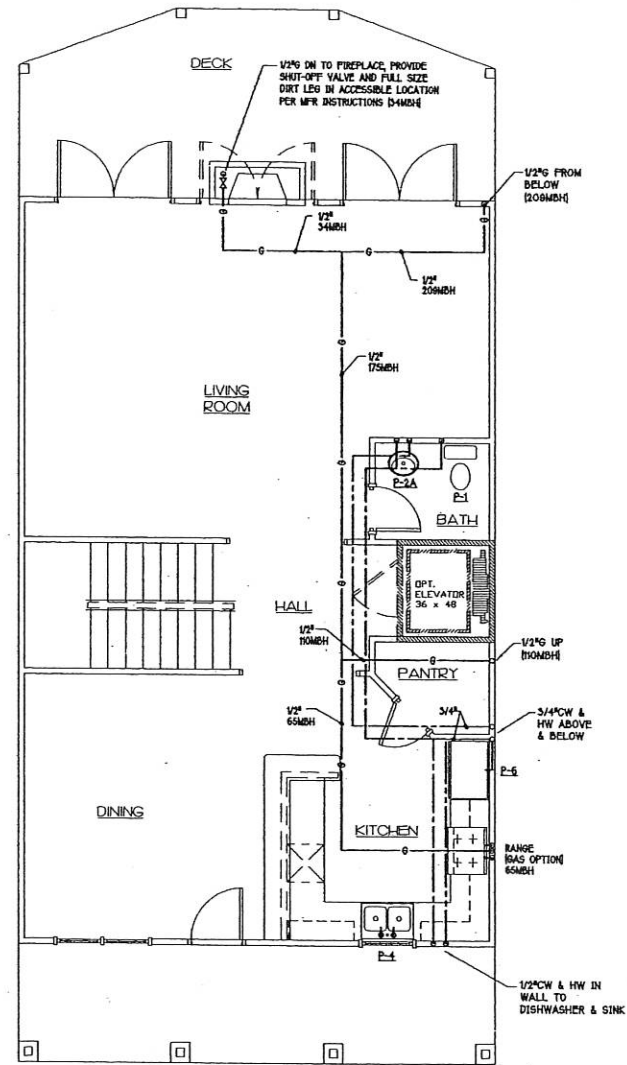 DECK
1/2"G DN TO FIREPLACE, PROVIDE
SHUT-OFF VALVE AND FULL SIZE
DIRT LEG IN ACCESSIBLE LOCATION
PER MFR INSTRUCTIONS (34MBH)
1/2"G FROM
BELOW
(209MBH)
G
G
1/2"
34MBH
G
G
1/2"
209MBH
G
1/2"
175MBH
LIVING
ROOM
G
P-2A
P-1
BATH
G
OPT.
ELEVATOR
36 x 48
HALL
1/2"
110MBH
G
1/2"G UP
(110MBH)
PANTRY
G
1/2"
65MBH
3/4"
3/4"CW &
HW ABOVE
& BELOW
G
P-6
DINING
KITCHEN
G
RANGE
(GAS OPTION)
65MBH
P-4
1/2"CW & HW IN
WALL TO
DISHWASHER & SINK